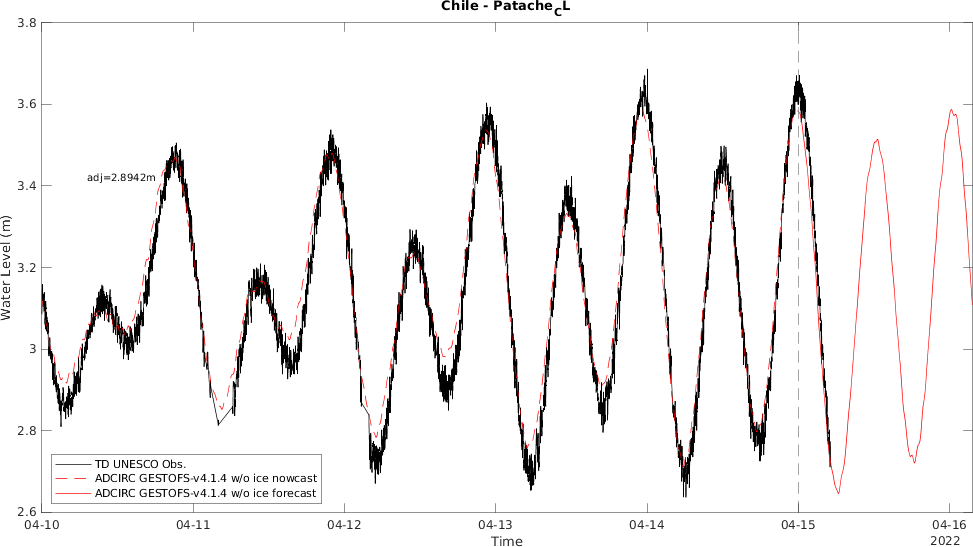 Chile - Patache_CL
3.8
3.6
3.4
3.2
3
2.8
2.6
Water Level (m)
adj=2.8942m
TD UNESCO Obs.
ADCIRC GESTOFS-v4.1.4 w/o ice nowcast
ADCIRC GESTOFS-v4.1.4 w/o ice forecast
04-10 04-11 04-12 04-13 04-14 04-15 04-16
Time
2022